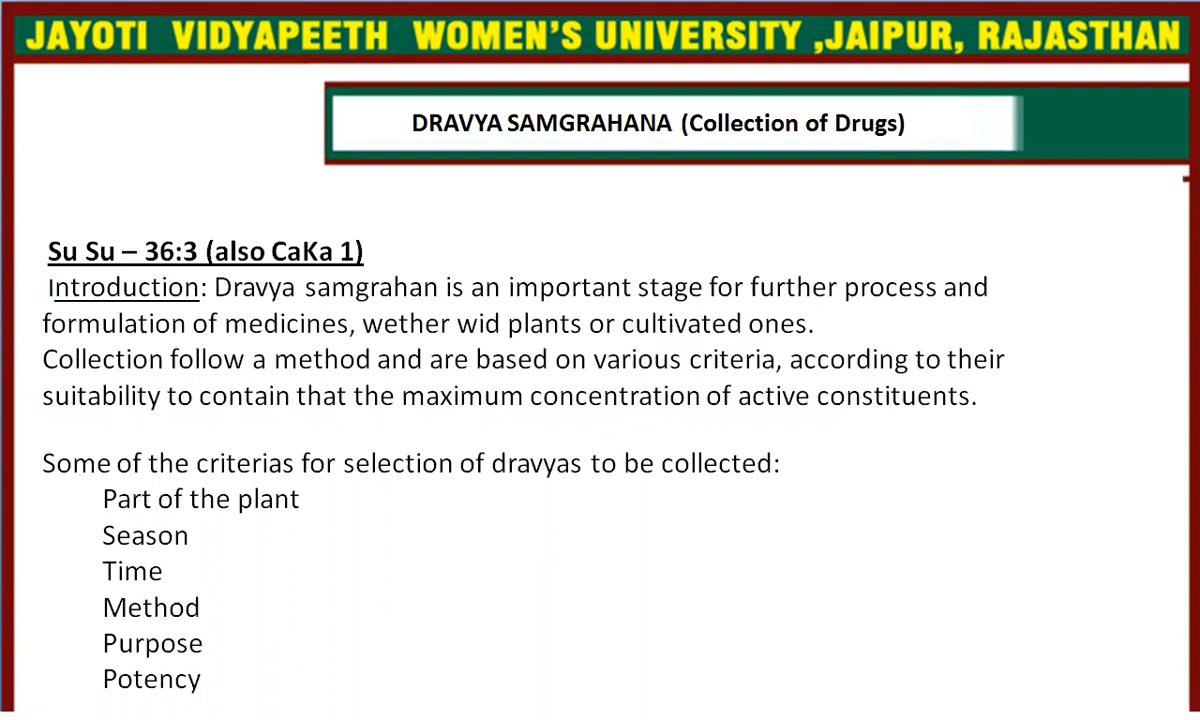 JAYOTI VIDYAPEETH WOMEN'S UNIVERSITY ,JAIPUR, RAJASTHAN
DRAVYA SAMGRAHANA (Collection of Drugs)
Su Su – 36:3 (also CaKa 1)
Introduction: Dravya samgrahan is an important stage for further process and
formulation of medicines, wether wid plants or cultivated ones.
Collection follow a method and are based on various criteria, according to their
suitability to contain that the maximum concentration of active constituents.
Some of the criterias for selection of dravyas to be collected:
Part of the plant
Season
Time
Method
Purpose
Potency